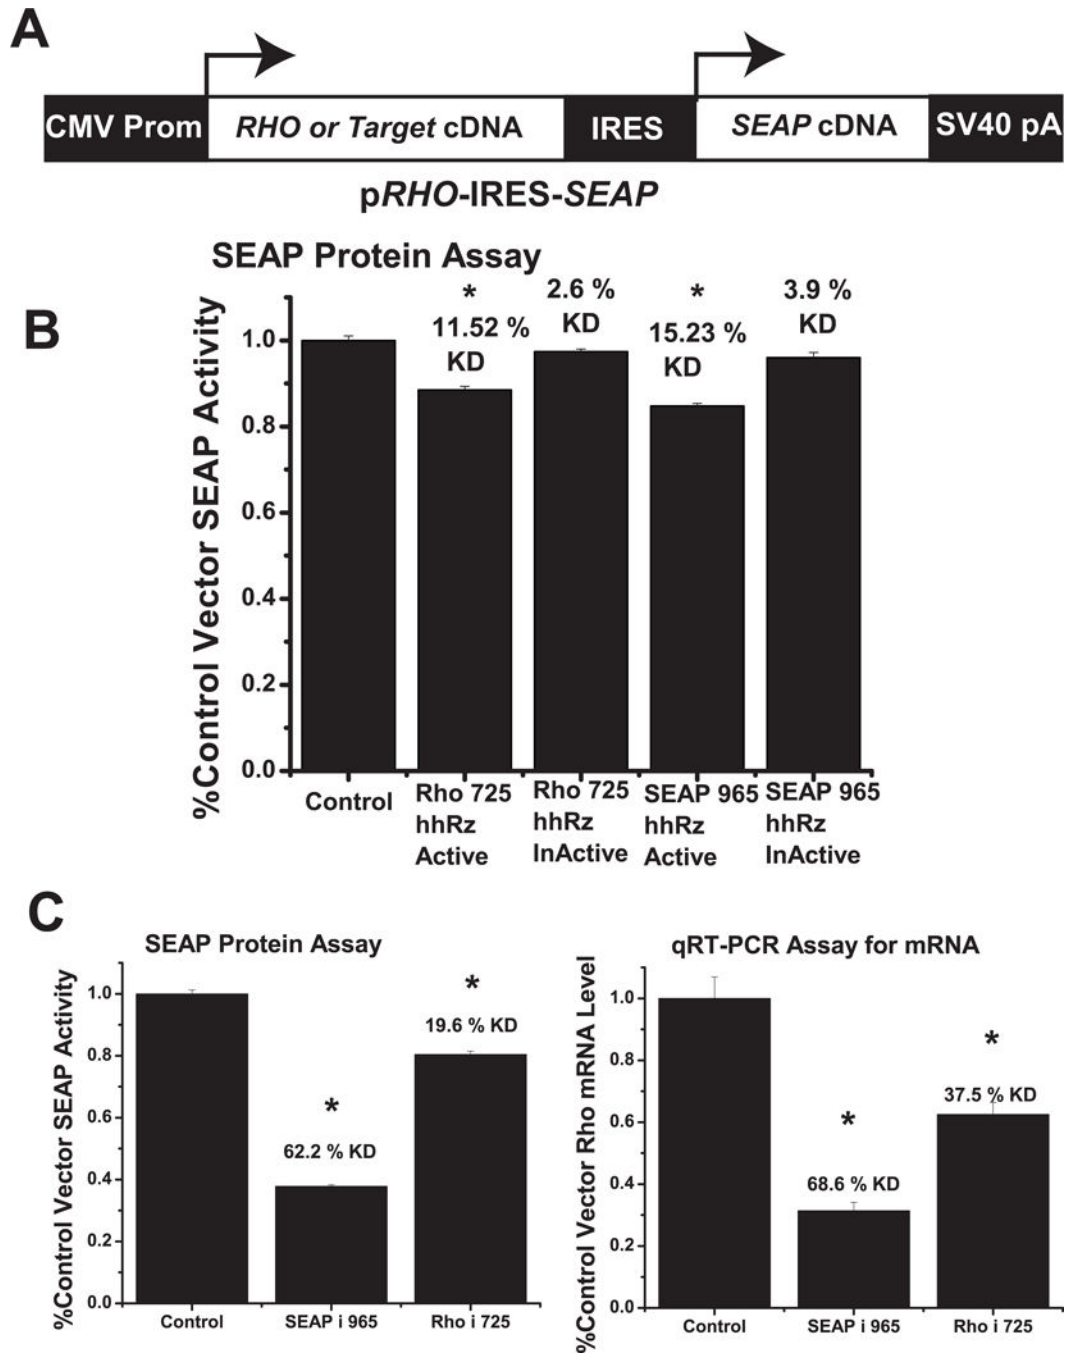 A
CMV Prom RHO or Target cDNA IRES SEAP cDNA SV40 pA
pRHO-IRES-SEAP
B
SEAP Protein Assay
%Control Vector SEAP Activity
1.0
0.8
0.6
0.4
0.2
0.0
*
11.52 %
KD
2.6 %
KD
*
15.23 %
KD
3.9 %
KD
Control
Rho 725
hhRz
Active
Rho 725
hhRz
InActive
SEAP 965
hhRz
Active
SEAP 965
hhRz
InActive
C
SEAP Protein Assay
%Control Vector SEAP Activity
1.0
0.8
0.6
0.4
0.2
0.0
*
62.2 % KD
*
19.6 % KD
Control
SEAP i 965
Rho i 725
qRT-PCR Assay for mRNA
%Control Vector Rho mRNA Level
1.0
0.8
0.6
0.4
0.2
0.0
*
68.6 % KD
*
37.5 % KD
Control
SEAP i 965
Rho i 725